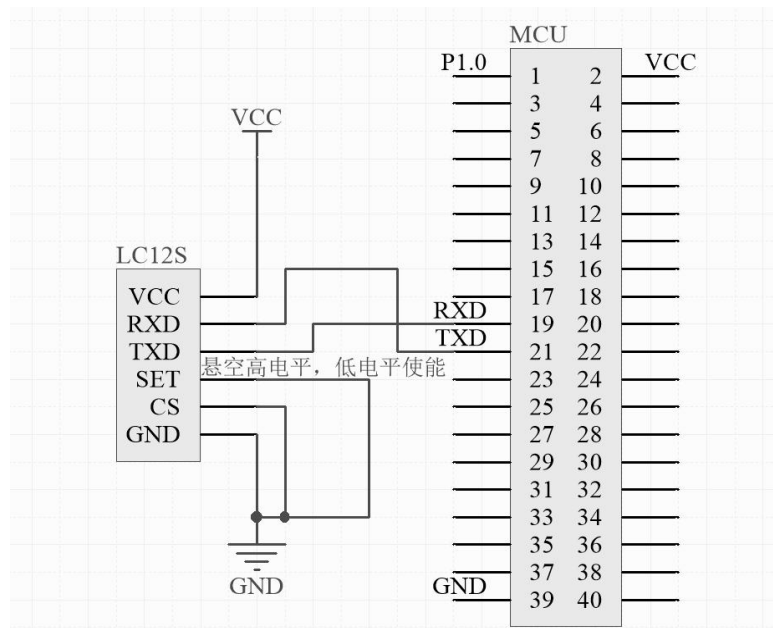 MCU
P1.0 1 2 VCC
3 4
VCC
5 6
7 8
9 10
11 12
LC12S
13 14
15 16
VCC
17 18
RXD
RXD
19 20
TXD
TXD
21 22
悬空高电平，低电平使能
SET
23 24
CS
25 26
GND
27 28
29 30
31 32
33 34
35 36
37 38
GND
GND
39 40